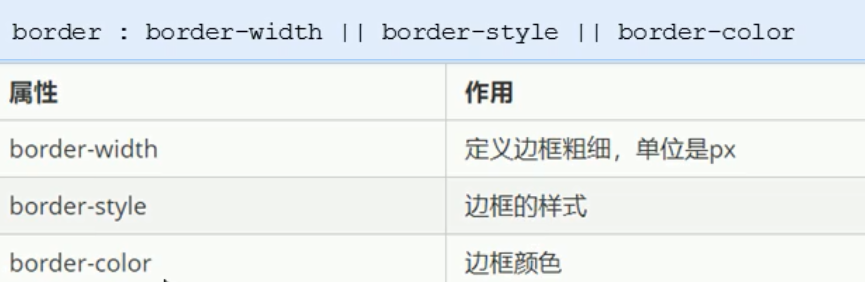 border : border-width || border-style || border-color
属性 作用
border-width 定义边框粗细，单位是px
border-style 边框的样式
border-color 边框颜色